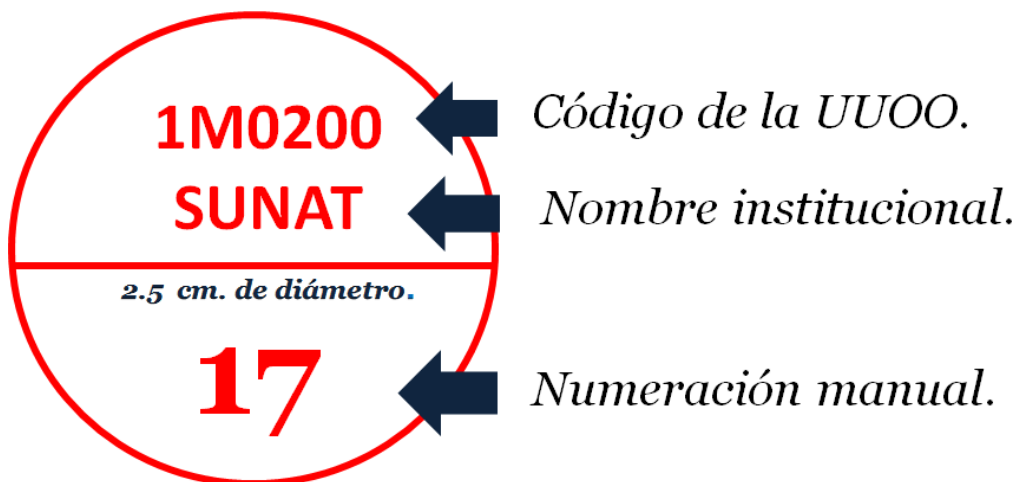 1M0200
Código de la UUOO.
SUNAT
Nombre institucional.
2.5 cm. de diámetro.
17
Numeración manual.